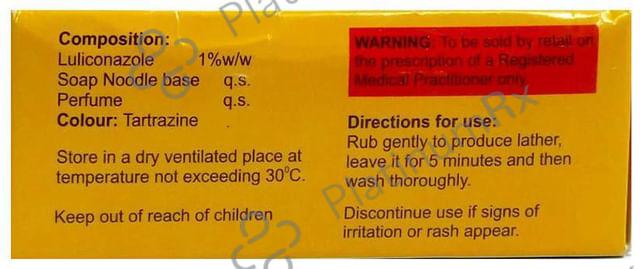 Composition:
Luliconazole 1%w/w
Soap Noodle base q.s.
Perfume q.s.
Colour: Tartrazine
Store in a dry ventilated place at
temperature not exceeding 30°C.
Keep out of reach of children
WARNING: To be sold by retail on
the prescription of a Registered
Medical Practitioner only.
Directions for use:
Rub gently to produce lather,
leave it for 5 minutes and then
wash thoroughly.
Discontinue use if signs of
irritation or rash appear.
PlatinumRx